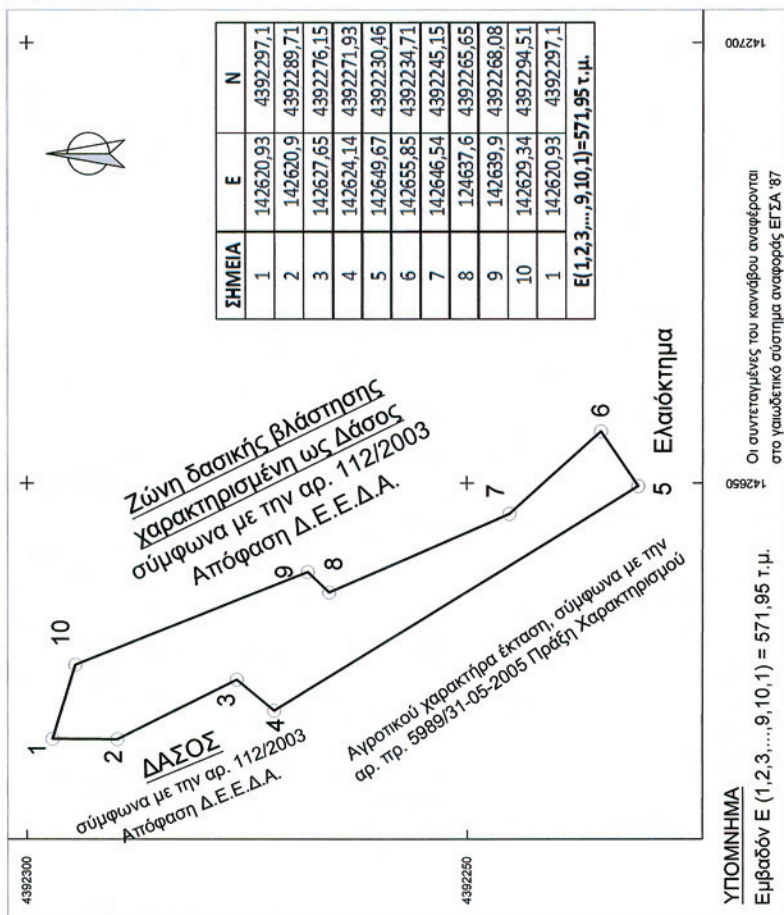 ΣΗΜΕΙΑ E N
1 142620,93 4392297,1
2 142620,9 4392289,71
3 142627,65 4392276,15
4 142624,14 4392271,93
5 142649,67 4392230,46
6 142655,85 4392234,71
7 142646,54 4392245,15
8 124637,6 4392265,65
9 142639,9 4392268,08
10 142629,34 4392294,51
1 142620,93 4392297,1
E(1,2,3,...,9,10,1)=571,95 τ.μ.
4392300
4392250
142650
142700
1
2
3
4
5
6
7
8
9
10
Ζώνη δασικής βλάστησης
χαρακτηρισμένη ως Δάσος
σύμφωνα με την αρ. 112/2003
Απόφαση Δ.Ε.Ε.Δ.Α.
ΔΑΣΟΣ
σύμφωνα με την αρ. 112/2003
Απόφαση Δ.Ε.Ε.Δ.Α.
Αγροτικού χαρακτήρα έκταση, σύμφωνα με την
αρ. πρ. 5989/31-05-2005 Πράξη Χαρακτηρισμού
Ελαιόκτημα
ΥΠΟΜΝΗΜΑ
Εμβαδόν Ε (1,2,3,...,9,10,1) = 571,95 τ.μ.
Οι συντεταγμένες του καννάβου αναφέρονται
στο γαιωδετικό σύστημα αναφοράς ΕΓΣΑ '87